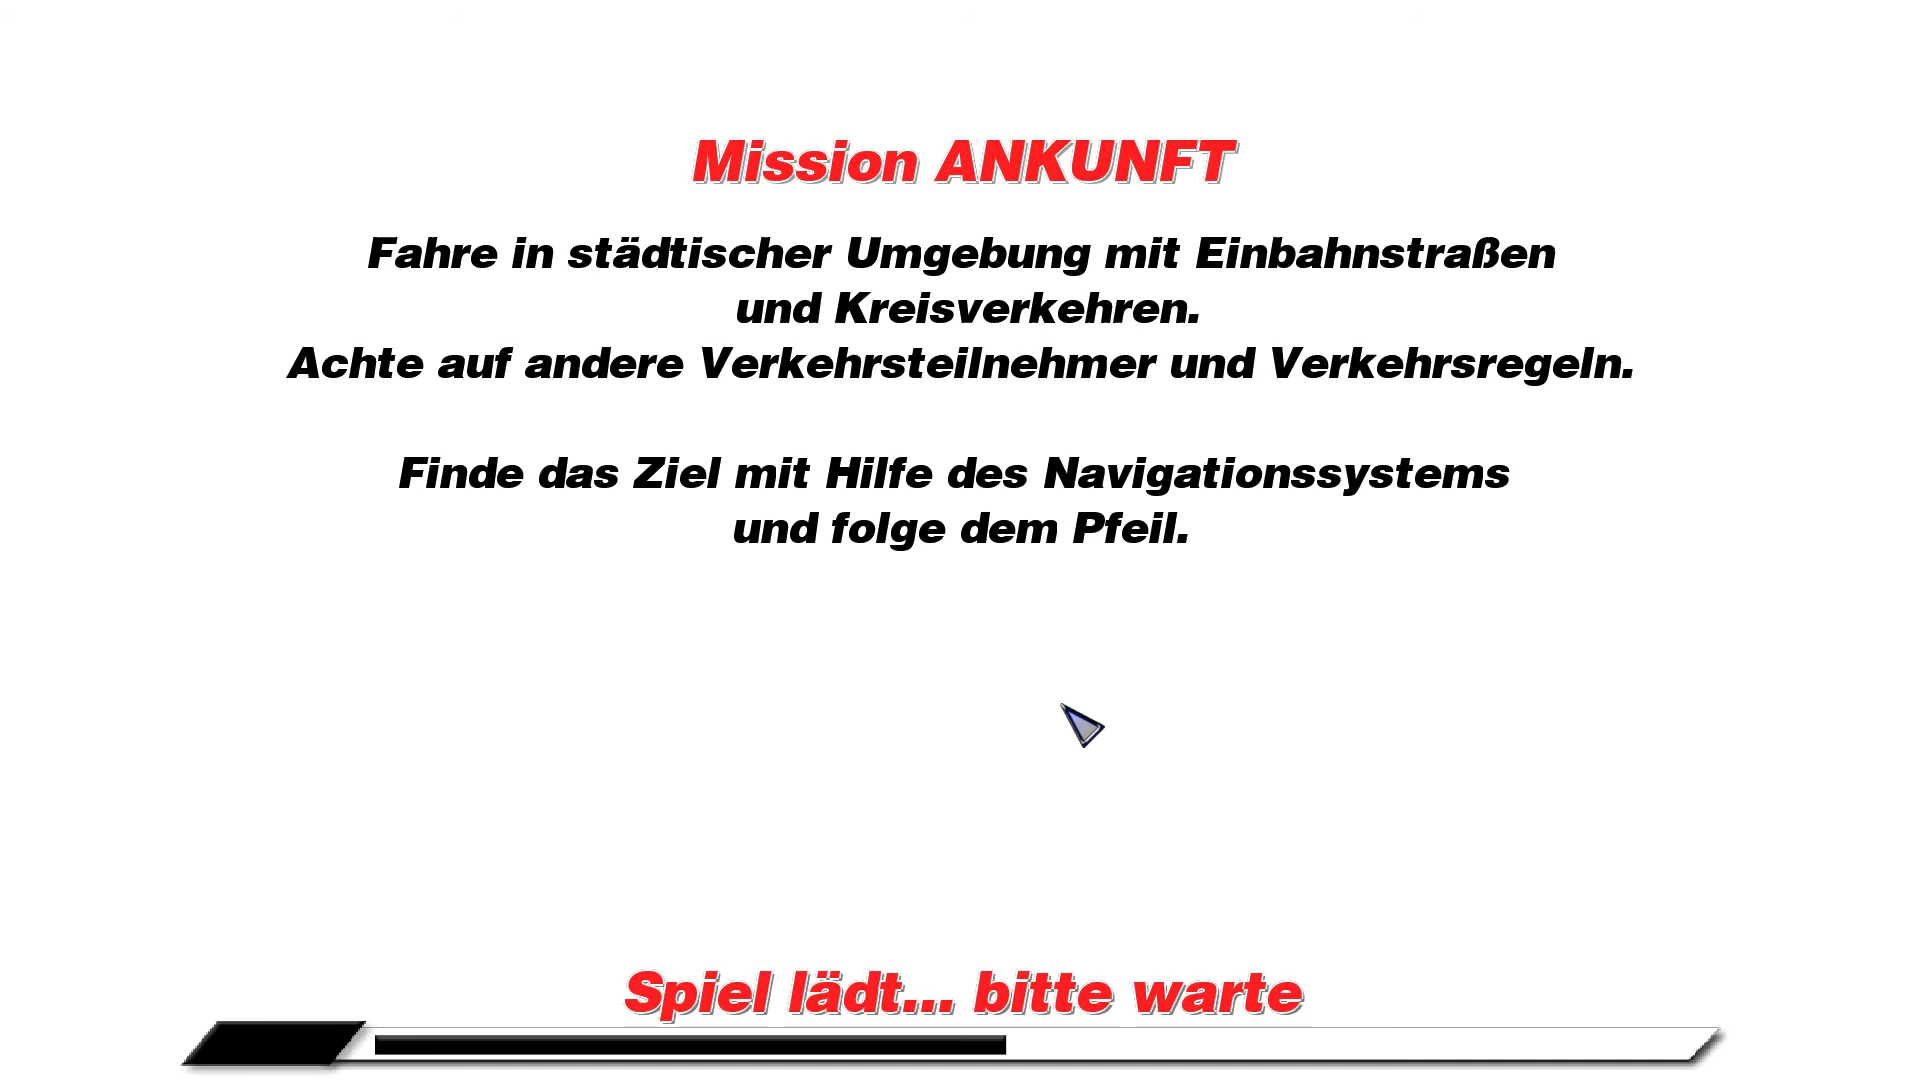 Mission ANKUNFT
Fahre in städtischer Umgebung mit Einbahnstraßen
und Kreisverkehren.
Achte auf andere Verkehrsteilnehmer und Verkehrsregeln.
Finde das Ziel mit Hilfe des Navigationssystems
und folge dem Pfeil.
Spiel lädt... bitte warte